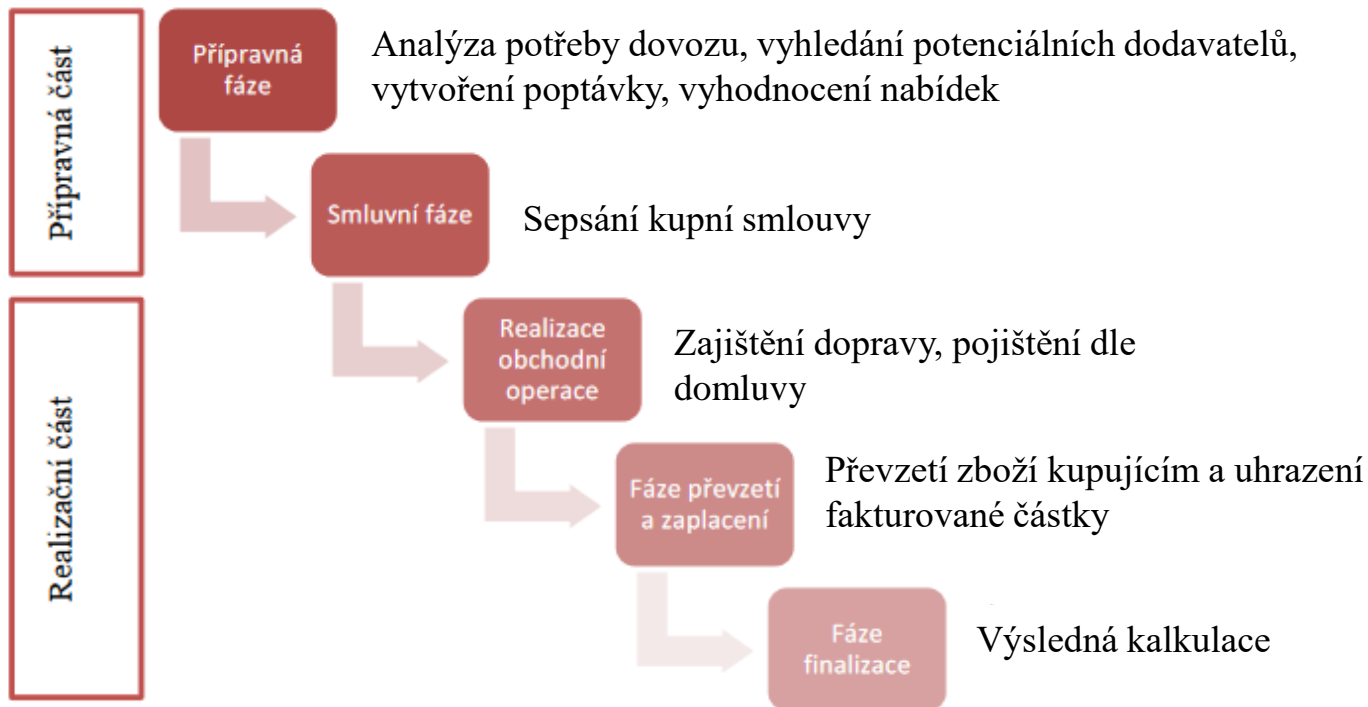 Přípravná část
Přípravná
fáze
Analýza potřeby dovozu, vyhledání potenciálních dodavatelů,
vytvoření poptávky, vyhodnocení nabídek
Smluvní fáze
Sepsání kupní smlouvy
Realizační část
Realizace
obchodní
operace
Zajištění dopravy, pojištění dle
domluvy
Fáze převzetí
a zaplacení
Převzetí zboží kupujícím a uhrazení
fakturované částky
Fáze
finalizace
Výsledná kalkulace